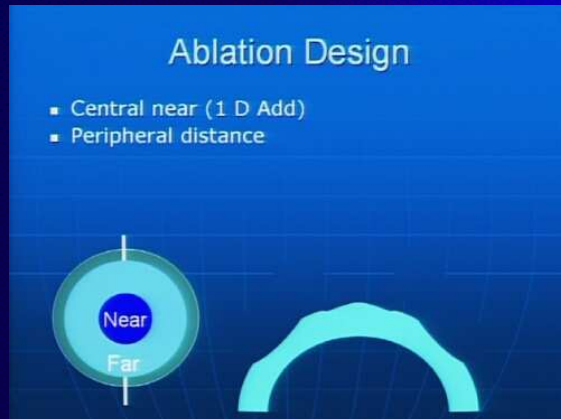 Ablation Design
Central near (1 D Add)
Peripheral distance
Near
Far